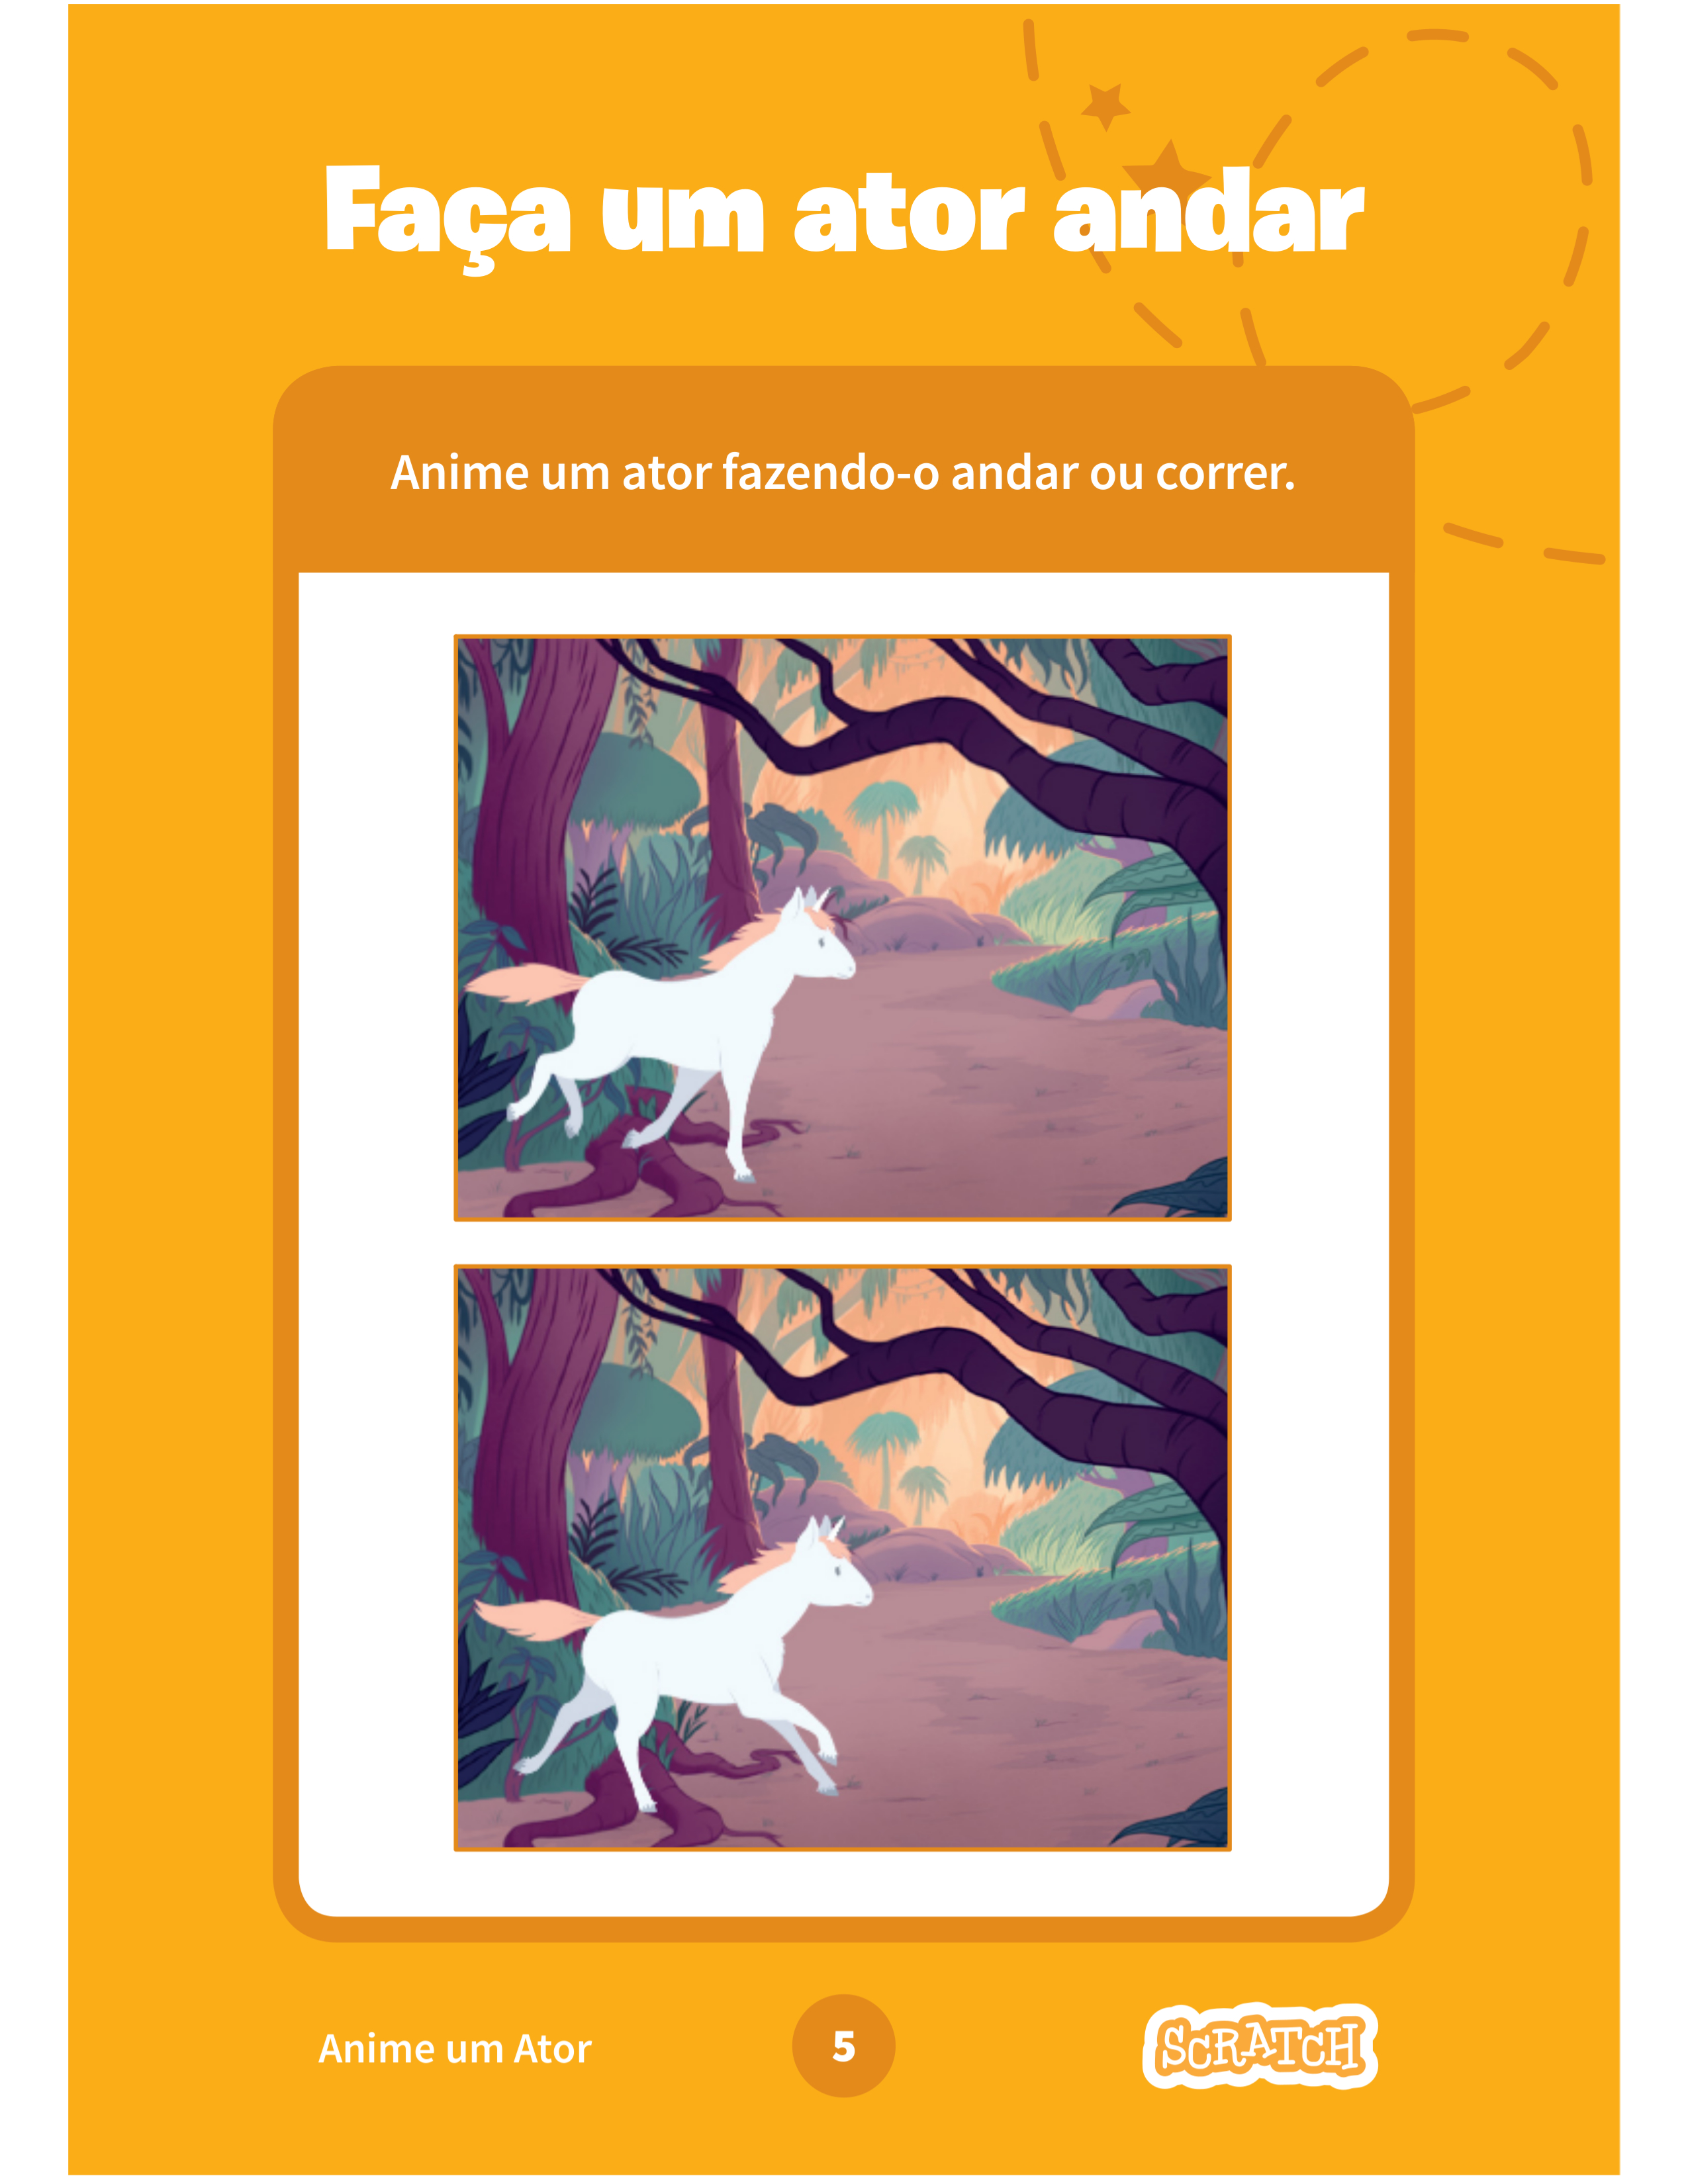 Faça um ator andar
Anime um ator fazendo-o andar ou correr.
Anime um Ator
5
SCRATCH